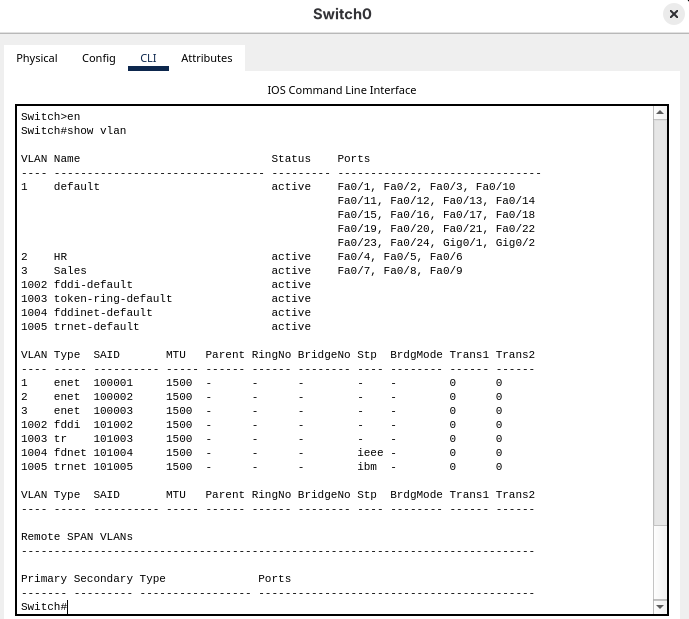 Switch0
Physical Config CLI Attributes
IOS Command Line Interface
Switch>en
Switch#show vlan
VLAN Name                             Status    Ports
---- -------------------------------- --------- -------------------------------
1    default                          active    Fa0/1, Fa0/2, Fa0/3, Fa0/10
                                                Fa0/11, Fa0/12, Fa0/13, Fa0/14
                                                Fa0/15, Fa0/16, Fa0/17, Fa0/18
                                                Fa0/19, Fa0/20, Fa0/21, Fa0/22
                                                Fa0/23, Fa0/24, Gig0/1, Gig0/2
2    HR                               active    Fa0/4, Fa0/5, Fa0/6
3    Sales                            active    Fa0/7, Fa0/8, Fa0/9
1002 fddi-default                     active
1003 token-ring-default               active
1004 fddinet-default                  active
1005 trnet-default                    active
VLAN Type  SAID       MTU   Parent RingNo BridgeNo Stp  BrdgMode Trans1 Trans2
---- ----- ---------- ----- ------ ------ -------- ---- -------- ------ ------
1    enet  100001     1500  -      -      -        -    -        0      0
2    enet  100002     1500  -      -      -        -    -        0      0
3    enet  100003     1500  -      -      -        -    -        0      0
1002 fddi  101002     1500  -      -      -        -    -        0      0
1003 tr    101003     1500  -      -      -        -    -        0      0
1004 fdnet 101004     1500  -      -      -        ieee -        0      0
1005 trnet 101005     1500  -      -      -        ibm  -        0      0
VLAN Type  SAID       MTU   Parent RingNo BridgeNo Stp  BrdgMode Trans1 Trans2
---- ----- ---------- ----- ------ ------ -------- ---- -------- ------ ------
Remote SPAN VLANs
------------------------------------------------------------------------------
Primary Secondary Type              Ports
------- --------- ----------------- ------------------------------------------
Switch#